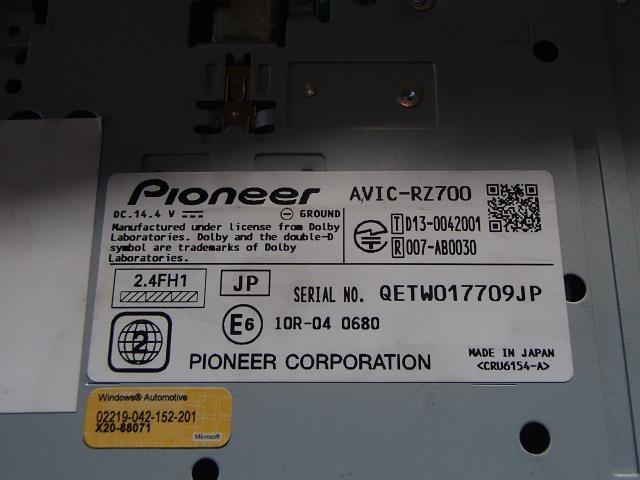 Pioneer AVIC-RZ700
DC.14.4 V GROUND
Manufactured under license from Dolby
Laboratories. Dolby and the double-D
symbol are trademarks of Dolby
Laboratories.
T D13-0042001
R 007-AB0030
2.4FH1 JP SERIAL NO. QETW017709JP
2 E6 10R-04 0680
PIONEER CORPORATION
MADE IN JAPAN
<CRU6154-A>
Windows® Automotive
02219-042-152-201
X20-88071
Microsoft